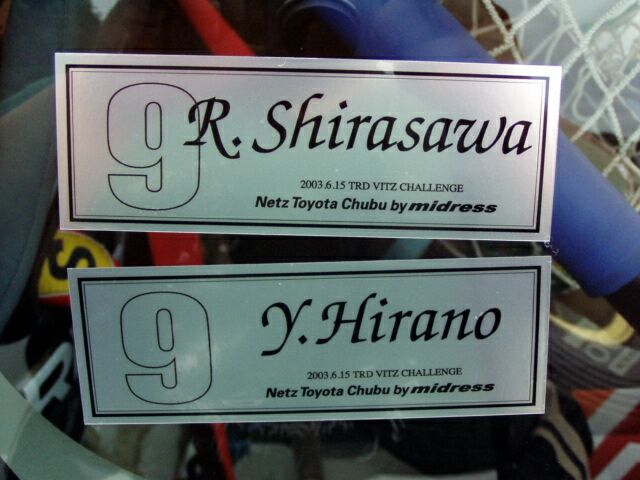 9
R. Shirasawa
2003.6.15 TRD VITZ CHALLENGE
Netz Toyota Chubu by midress
9
Y. Hirano
2003.6.15 TRD VITZ CHALLENGE
Netz Toyota Chubu by midress